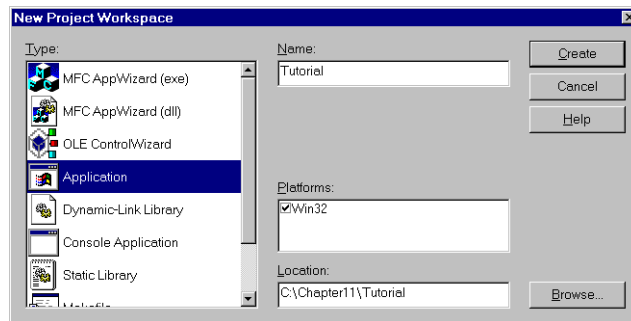 New Project Workspace
Type:
MFC AppWizard (exe)
MFC AppWizard (dll)
OLE ControlWizard
Application
Dynamic-Link Library
Console Application
Static Library
Makefile
Name:
Tutorial
Platforms:
Win32
Location:
C:\Chapter11\Tutorial
Create
Cancel
Help
Browse...